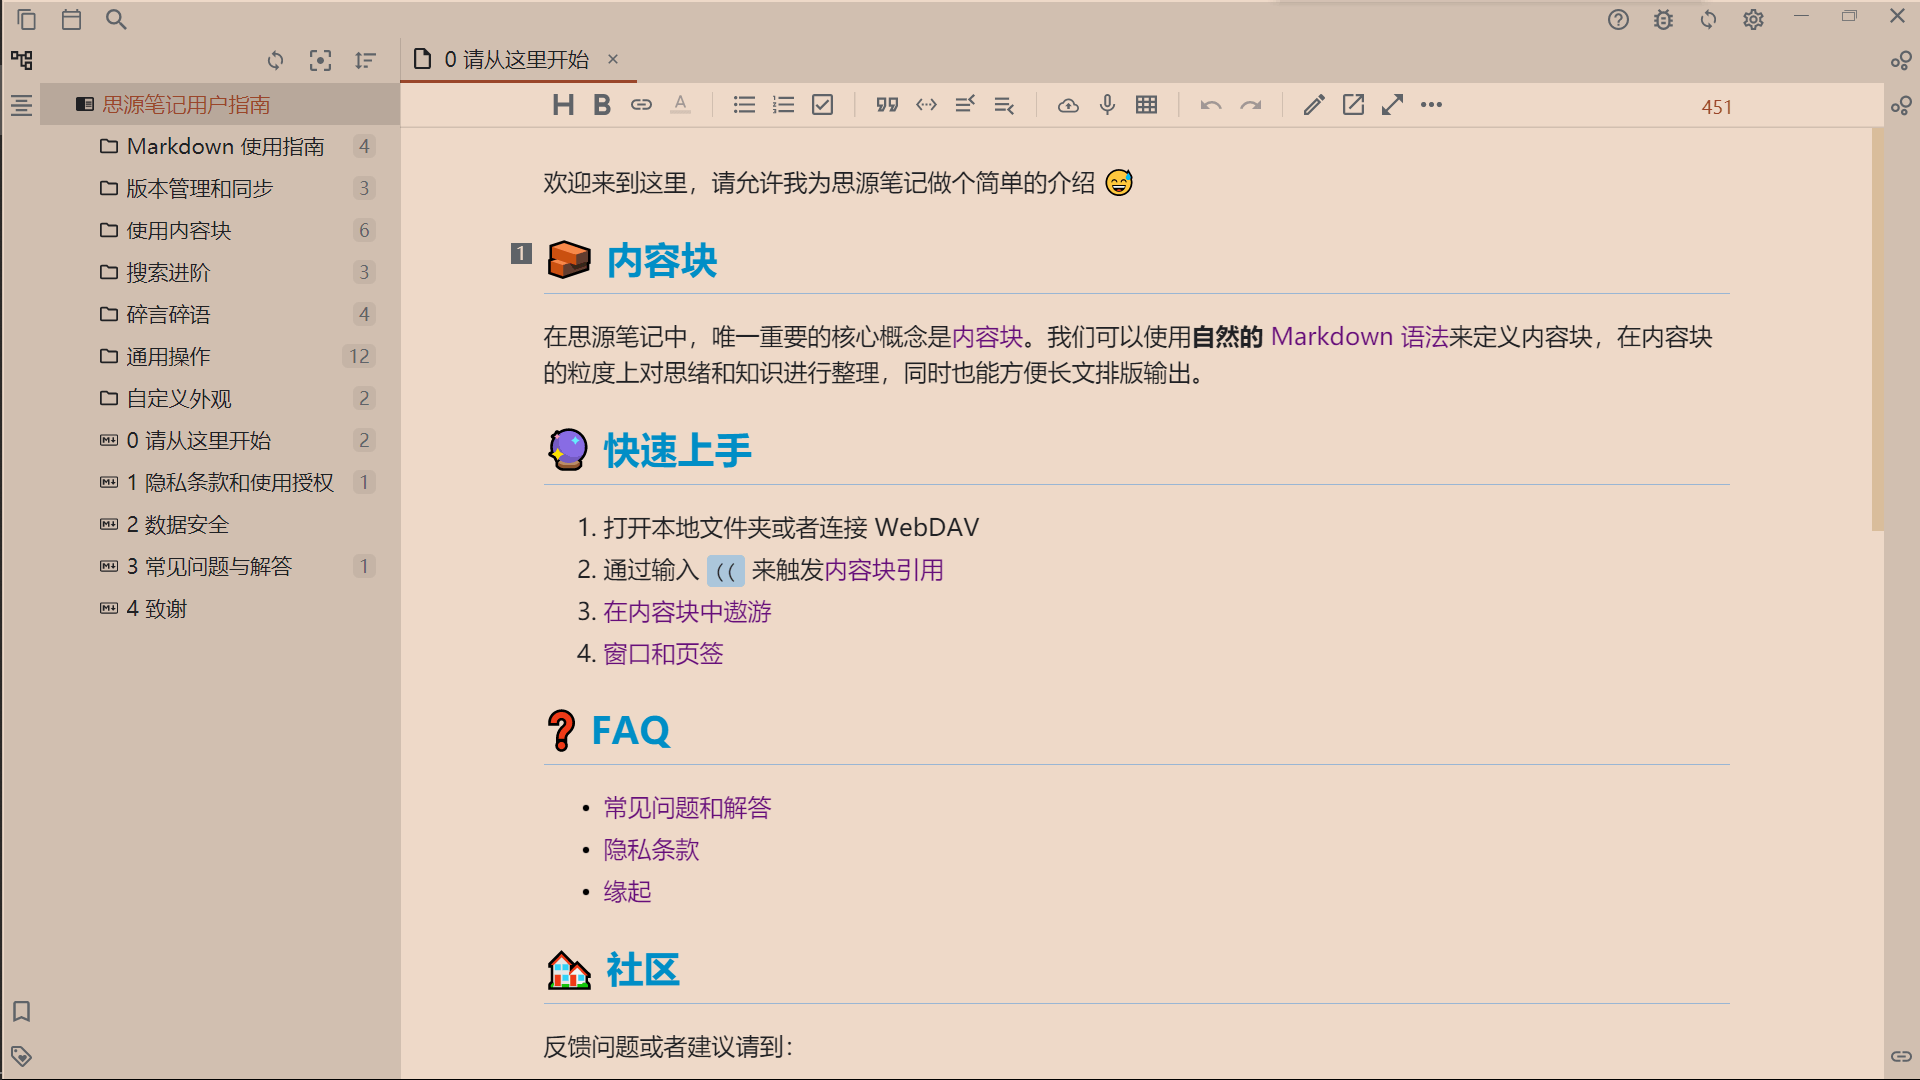 0 请从这里开始
思源笔记用户指南
Markdown 使用指南 4
版本管理和同步 3
使用内容块 6
搜索进阶 3
碎言碎语 4
通用操作 12
自定义外观 2
0 请从这里开始 2
1 隐私条款和使用授权 1
2 数据安全
3 常见问题与解答 1
4 致谢
H B A
451
欢迎来到这里，请允许我为思源笔记做个简单的介绍 😅
1
内容块
在思源笔记中，唯一重要的核心概念是内容块。我们可以使用自然的 Markdown 语法来定义内容块，在内容块
的粒度上对思绪和知识进行整理，同时也能方便长文排版输出。
快速上手
1. 打开本地文件夹或者连接 WebDAV
2. 通过输入 (( 来触发内容块引用
3. 在内容块中遨游
4. 窗口和页签
❓ FAQ
• 常见问题和解答
• 隐私条款
• 缘起
社区
反馈问题或者建议请到：